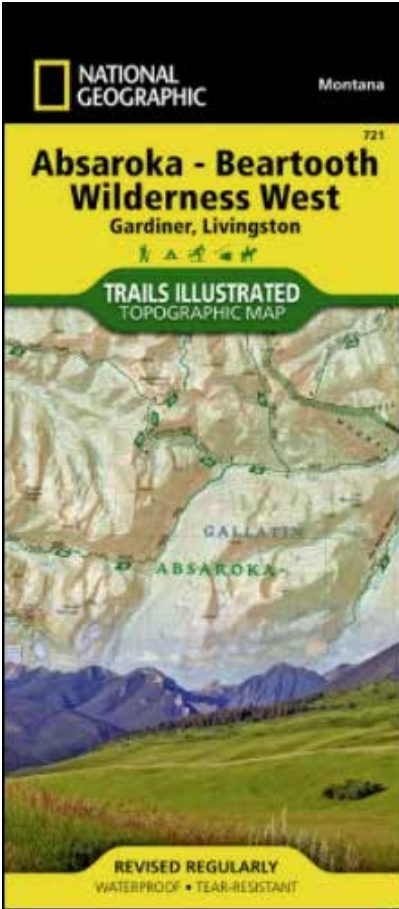 NATIONAL
GEOGRAPHIC
Montana
721
Absaroka - Beartooth
Wilderness West
Gardiner, Livingston
TRAILS ILLUSTRATED
TOPOGRAPHIC MAP
GALLATIN
ABSAROKA-
REVISED REGULARLY
WATERPROOF • TEAR-RESISTANT